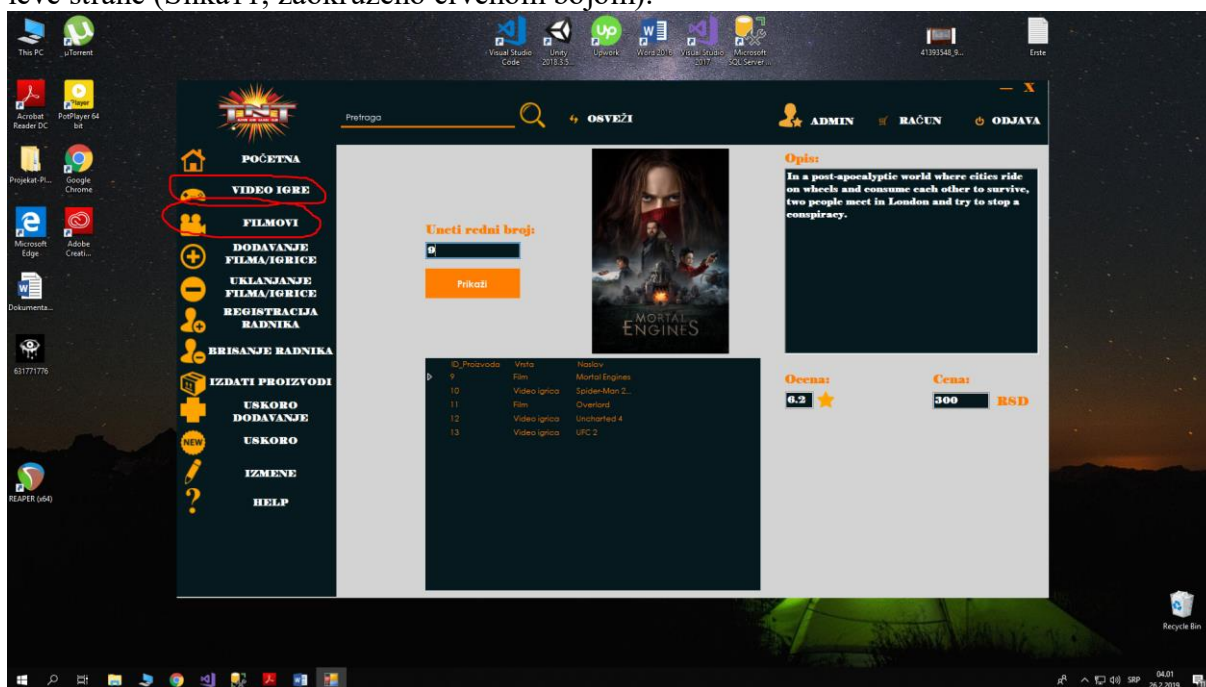 leve strane (Slika11, zaokruženo crvenom bojom).
This PC
µTorrent
Visual Studio Code
Unity 2018.3.5...
Upwork
Word 2016
Visual Studio 2017
Microsoft SQL Server ...
41393548_9...
Erste
Acrobat Reader DC
PotPlayer 64 bit
Projekat-Pl...
Google Chrome
Microsoft Edge
Adobe Creati...
Dokumenta...
631771776
REAPER (x64)
Recycle Bin
TNT
Pretraga
OSVEŽI
ADMIN
RAČUN
ODJAVA
— X
POČETNA
VIDEO IGRE
FILMOVI
DODAVANJE
FILMA/IGRICE
UKLANJANJE
FILMA/IGRICE
REGISTRACIJA
RADNIKA
BRISANJE RADNIKA
IZDATI PROIZVODI
USKORO
DODAVANJE
NEW USKORO
IZMENE
HELP
Uneti redni broj:
9
Prikaži
MORTAL
ENGINES
Opis:
In a post-apocalyptic world where cities ride
on wheels and consume each other to survive,
two people meet in London and try to stop a
conspiracy.
ID_Proizvoda Vrsta Naslov
9 Film Mortal Engines
10 Video igrica Spider-Man 2...
11 Film Overlord
12 Video igrica Uncharted 4
13 Video igrica UFC 2
Ocena:
6.2
Cena:
300 RSD
SRP
04.01
26.2.2019.